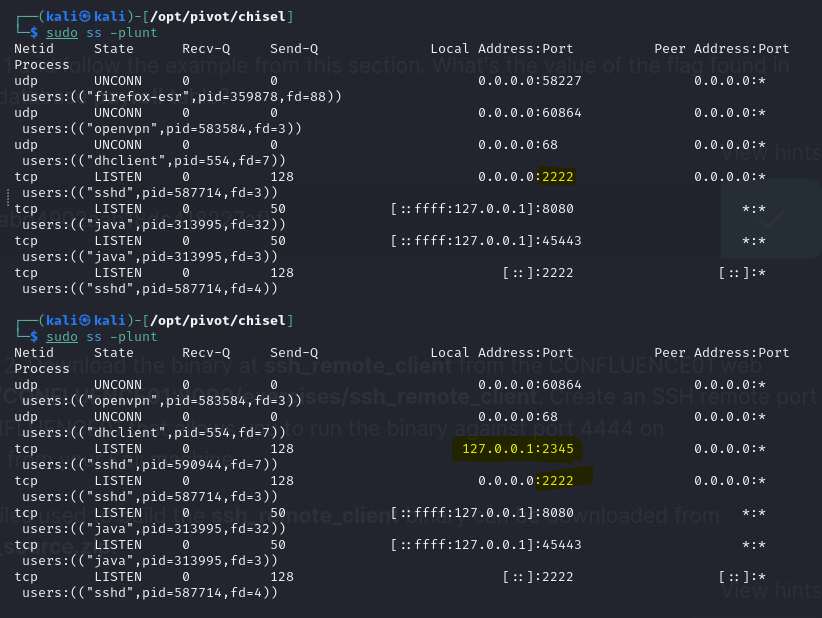 ┌──(kali㉿kali)-[/opt/pivot/chisel]
└─$ sudo ss -plunt
Netid State Recv-Q Send-Q Local Address:Port Peer Address:Port
Process
udp UNCONN 0 0 0.0.0.0:58227 0.0.0.0:*
users:(("firefox-esr",pid=359878,fd=88))
udp UNCONN 0 0 0.0.0.0:60864 0.0.0.0:*
users:(("openvpn",pid=583584,fd=3))
udp UNCONN 0 0 0.0.0.0:68 0.0.0.0:*
users:(("dhclient",pid=554,fd=7))
tcp LISTEN 0 128 0.0.0.0:2222 0.0.0.0:*
users:(("sshd",pid=587714,fd=3))
tcp LISTEN 0 50 [::ffff:127.0.0.1]:8080 *:*
users:(("java",pid=313995,fd=32))
tcp LISTEN 0 50 [::ffff:127.0.0.1]:45443 *:*
users:(("java",pid=313995,fd=3))
tcp LISTEN 0 128 [::]:2222 [::]:*
users:(("sshd",pid=587714,fd=4))
┌──(kali㉿kali)-[/opt/pivot/chisel]
└─$ sudo ss -plunt
Netid State Recv-Q Send-Q Local Address:Port Peer Address:Port
Process
udp UNCONN 0 0 0.0.0.0:60864 0.0.0.0:*
users:(("openvpn",pid=583584,fd=3))
udp UNCONN 0 0 0.0.0.0:68 0.0.0.0:*
users:(("dhclient",pid=554,fd=7))
tcp LISTEN 0 128 127.0.0.1:2345 0.0.0.0:*
users:(("sshd",pid=590944,fd=7))
tcp LISTEN 0 128 0.0.0.0:2222 0.0.0.0:*
users:(("sshd",pid=587714,fd=3))
tcp LISTEN 0 50 [::ffff:127.0.0.1]:8080 *:*
users:(("java",pid=313995,fd=32))
tcp LISTEN 0 50 [::ffff:127.0.0.1]:45443 *:*
users:(("java",pid=313995,fd=3))
tcp LISTEN 0 128 [::]:2222 [::]:*
users:(("sshd",pid=587714,fd=4))
View hints
View hints